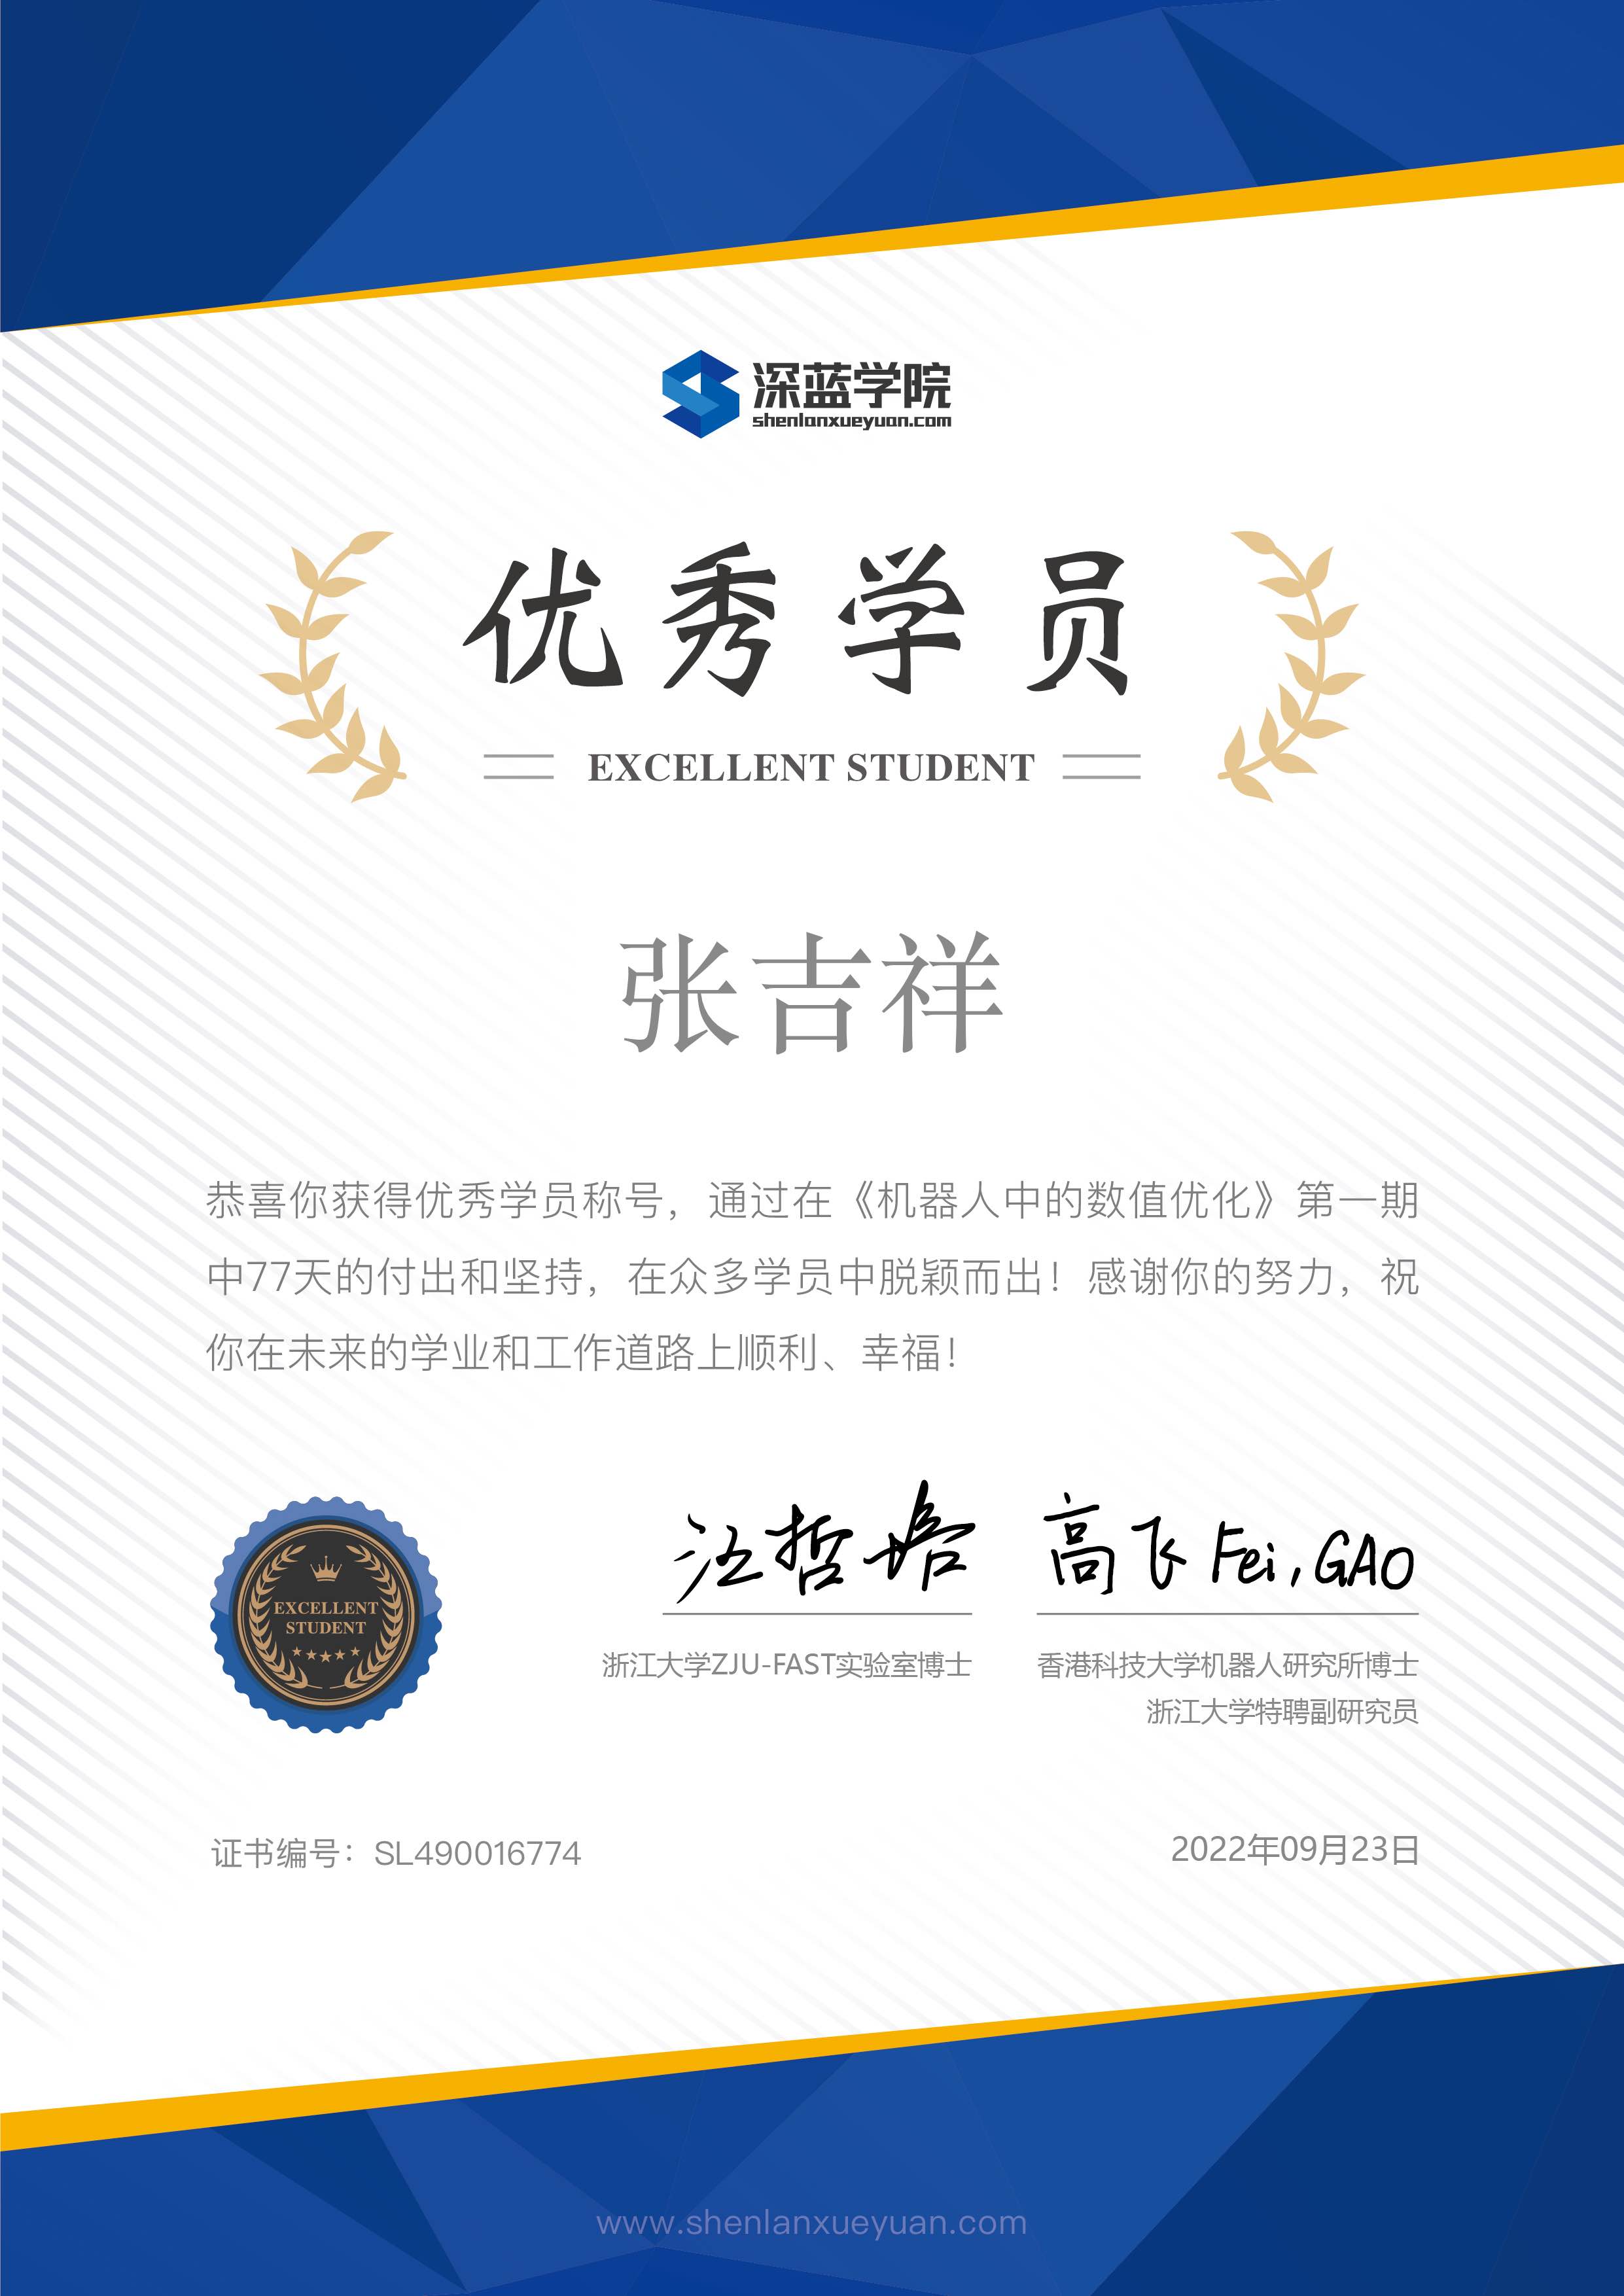 深蓝学院
shenlanxueyuan.com
优秀学员
EXCELLENT STUDENT
张吉祥
恭喜你获得优秀学员称号，通过在《机器人中的数值优化》第一期
中77天的付出和坚持，在众多学员中脱颖而出！感谢你的努力，祝
你在未来的学业和工作道路上顺利、幸福！
EXCELLENT
STUDENT
汪哲培 高飞 Fei, GAO
浙江大学ZJU-FAST实验室博士 香港科技大学机器人研究所博士
浙江大学特聘副研究员
证书编号：SL490016774 2022年09月23日
www.shenlanxueyuan.com